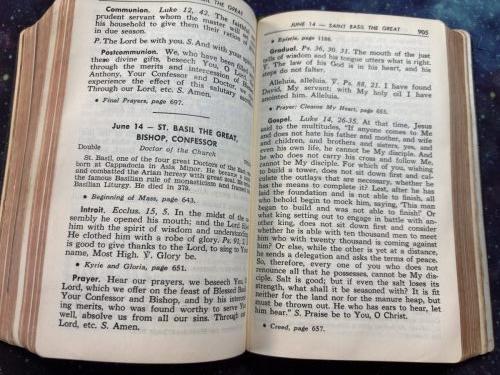 Communion. Luke 12, 42. The faithful
prudent servant whom the master
his household to give them their ration of
in due season.
P. The Lord be with you. S. And with your
Postcommunion. We, who have been
these divine gifts, beseech You, O Lord,
through the merits and intercession of
Anthony, Your Confessor and Doctor,
experience the effect of this salutary
Through our Lord, etc. S. Amen.
• Final Prayers, page 697.
June 14 — ST. BASIL THE GREAT,
BISHOP, CONFESSOR
Double Doctor of the Church
St. Basil, one of the four great Doctors of the East,
at Cappadocia in Asia Minor. He became
and combated the Arian heresy with great zeal.
the famous Basilian rule of monasticism and
Basilian Liturgy. He died in 379.
• Beginning of Mass, page 643.
Introit. Ecclus. 15, 5. In the midst of the
sembly he opened his mouth; and the Lord
him with the spirit of wisdom and understanding.
He clothed him with a robe of glory. Ps. 91, 2.
is good to give thanks to the Lord, to sing to Your
name, Most High. ℣. Glory be.
• Kyrie and Gloria, page 651.
Prayer. Hear our prayers, we beseech You,
Lord, which we offer on the feast of Blessed Basil
Your Confessor and Bishop, and by his interced-
ing merits, who was found worthy to serve You
well, absolve us from all our sins. Through our
Lord, etc. S. Amen.
JUNE 14 — SAINT BASIL THE GREAT 905
• Epistle, page 1186.
Gradual. Ps. 36, 30. 31. The mouth of the just
tells of wisdom and his tongue utters what is right.
℣. The law of his God is in his heart, and his
steps do not falter.
Alleluia, alleluia. ℣. Ps. 88, 21. I have found
David, My servant; with My holy oil I have
anointed him. Alleluia.
• Prayer: Cleanse My Heart, page 655.
Gospel. Luke 14, 26-35. At that time, Jesus
said to the multitudes, "If anyone comes to Me
and does not hate his father and mother, and wife
and children, and brothers and sisters, yes, and
even his own life, he cannot be My disciple. And
he who does not carry his cross and follow Me,
cannot be My disciple. For which of you, wishing
to build a tower, does not sit down first and cal-
culate the outlays that are necessary, whether he
has the means to complete it? Lest, after he has
laid the foundation and is not able to finish, all
who behold begin to mock him, saying, 'This man
began to build and was not able to finish!' Or
what king setting out to engage in battle with an-
other king, does not sit down first and consider
whether he is able with ten thousand men to meet
him who with twenty thousand is coming against
him? Or else, while the other is yet at a distance,
he sends a delegation and asks the terms of peace.
So, therefore, every one of you who does not
renounce all that he possesses, cannot be My dis-
ciple. Salt is good; but if even the salt loses its
strength, what shall it be seasoned with? It is fit
neither for the land nor for the manure heap, but
must be thrown out. He who has ears to hear, let
him hear." S. Praise be to You, O Christ.
• Creed, page 657.